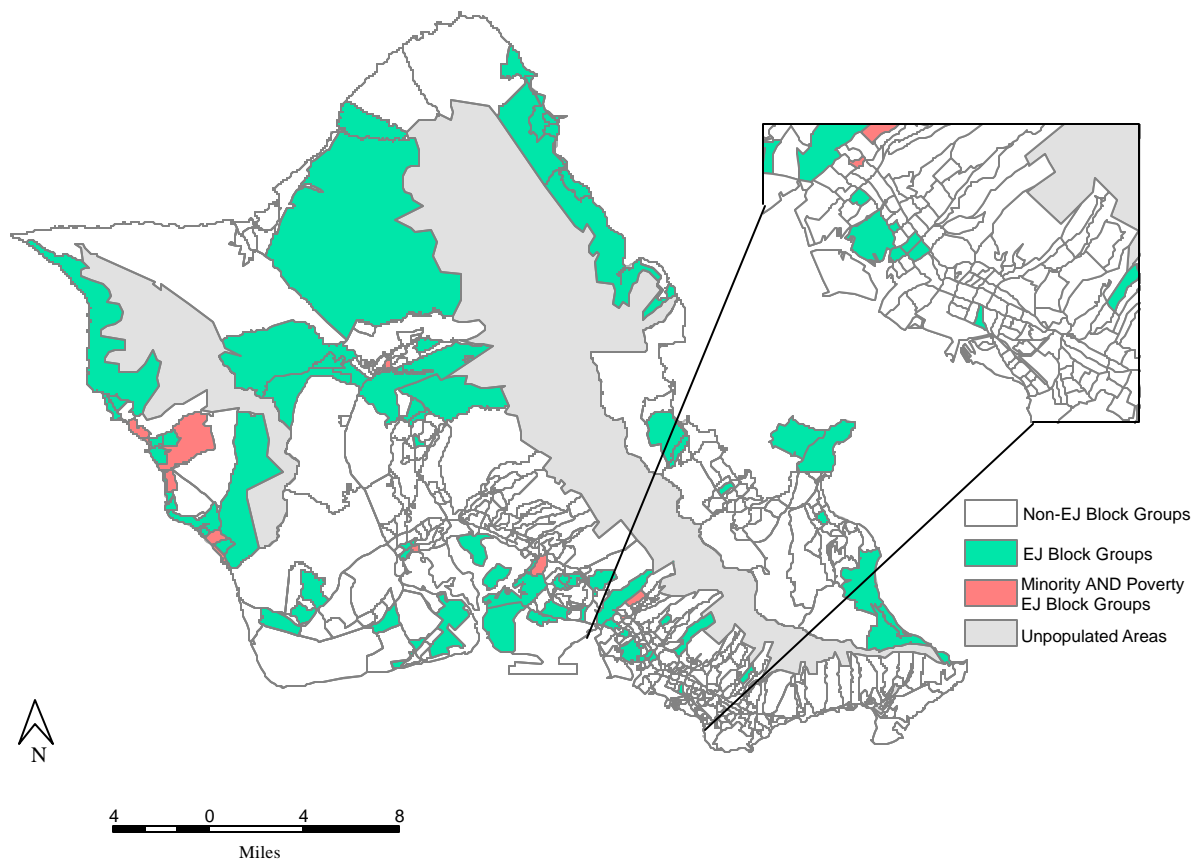 Non-EJ Block Groups
EJ Block Groups
Minority AND Poverty
EJ Block Groups
Unpopulated Areas
N
4 0 4 8
Miles